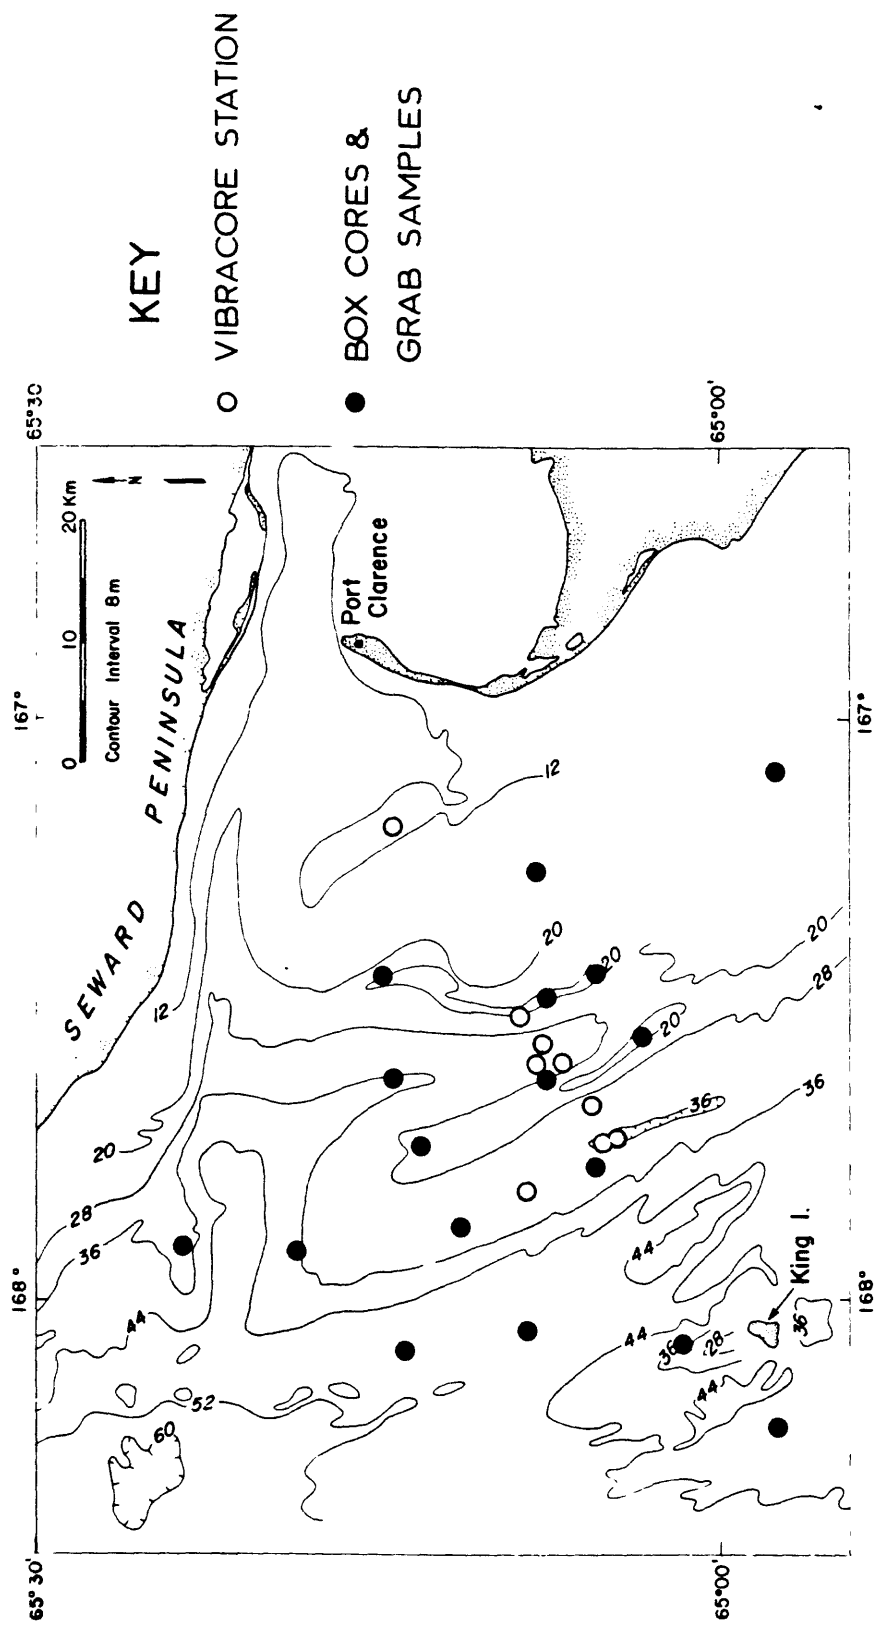 65°30'
167°
168°
65° 30'
0 10 20 Km
Contour Interval 8m
N
SEWARD PENINSULA
Port
Clarence
12
12
20
20
20
20
20
28
28
36
36
36
44
44
44
44
52
60
36
28
36
King I.
65°00'
167°
168°
65°00'
KEY
VIBRACORE STATION
BOX CORES &
GRAB SAMPLES